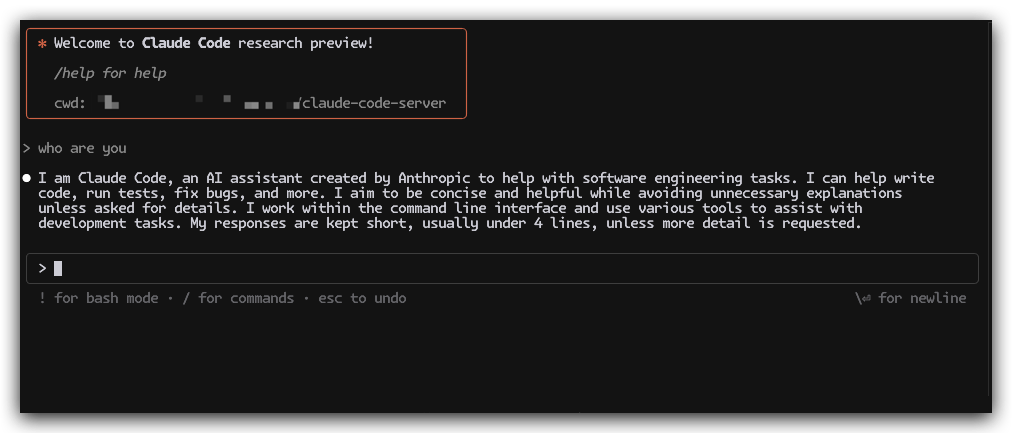 * Welcome to Claude Code research preview!
/help for help
cwd: /claude-code-server
> who are you
● I am Claude Code, an AI assistant created by Anthropic to help with software engineering tasks. I can help write
code, run tests, fix bugs, and more. I aim to be concise and helpful while avoiding unnecessary explanations
unless asked for details. I work within the command line interface and use various tools to assist with
development tasks. My responses are kept short, usually under 4 lines, unless more detail is requested.
>
! for bash mode · / for commands · esc to undo \⏎ for newline